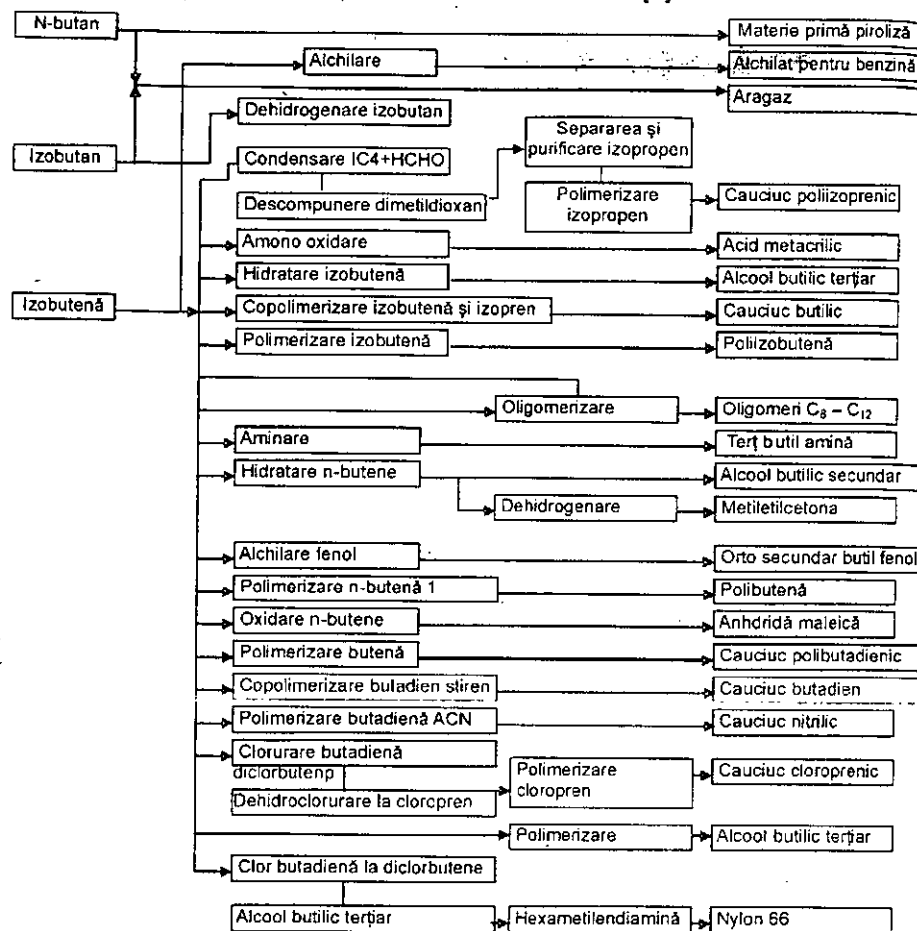 N-butan
Materie primă piroliză
Alchilare
Alchilat pentru benzină
Aragaz
Dehidrogenare izobutan
Izobutan
Separarea și
purificare izopropen
Condensare IC4+HCHO
Descompunere dimetildioxan
Polimerizare
izopropen
Cauciuc poliizoprenic
Amono oxidare
Acid metacrilic
Hidratare izobutenă
Alcool butilic terțiar
Izobutenă
Copolimerizare izobutenă și izopren
Cauciuc butilic
Polimerizare izobutenă
Poliizobutenă
Oligomerizare
Oligomeri C₈ – C₁₂
Aminare
Terț butil amină
Hidratare n-butene
Alcool butilic secundar
Dehidrogenare
Metiletilcetona
Alchilare fenol
Orto secundar butil fenol
Polimerizare n-butenă 1
Polibutenă
Oxidare n-butene
Anhdridă maleică
Polimerizare butenă
Cauciuc polibutadienic
Copolimerizare butadien stiren
Cauciuc butadien
Polimerizare butadienă ACN
Cauciuc nitrilic
Clorurare butadienă
diclorbutenp
Dehidroclorurare la cloropren
Polimerizare
cloropren
Cauciuc cloroprenic
Polimerizare
Alcool butilic terțiar
Clor butadienă la diclorbutene
Alcool butilic terțiar
Hexametilendiamină
Nylon 66